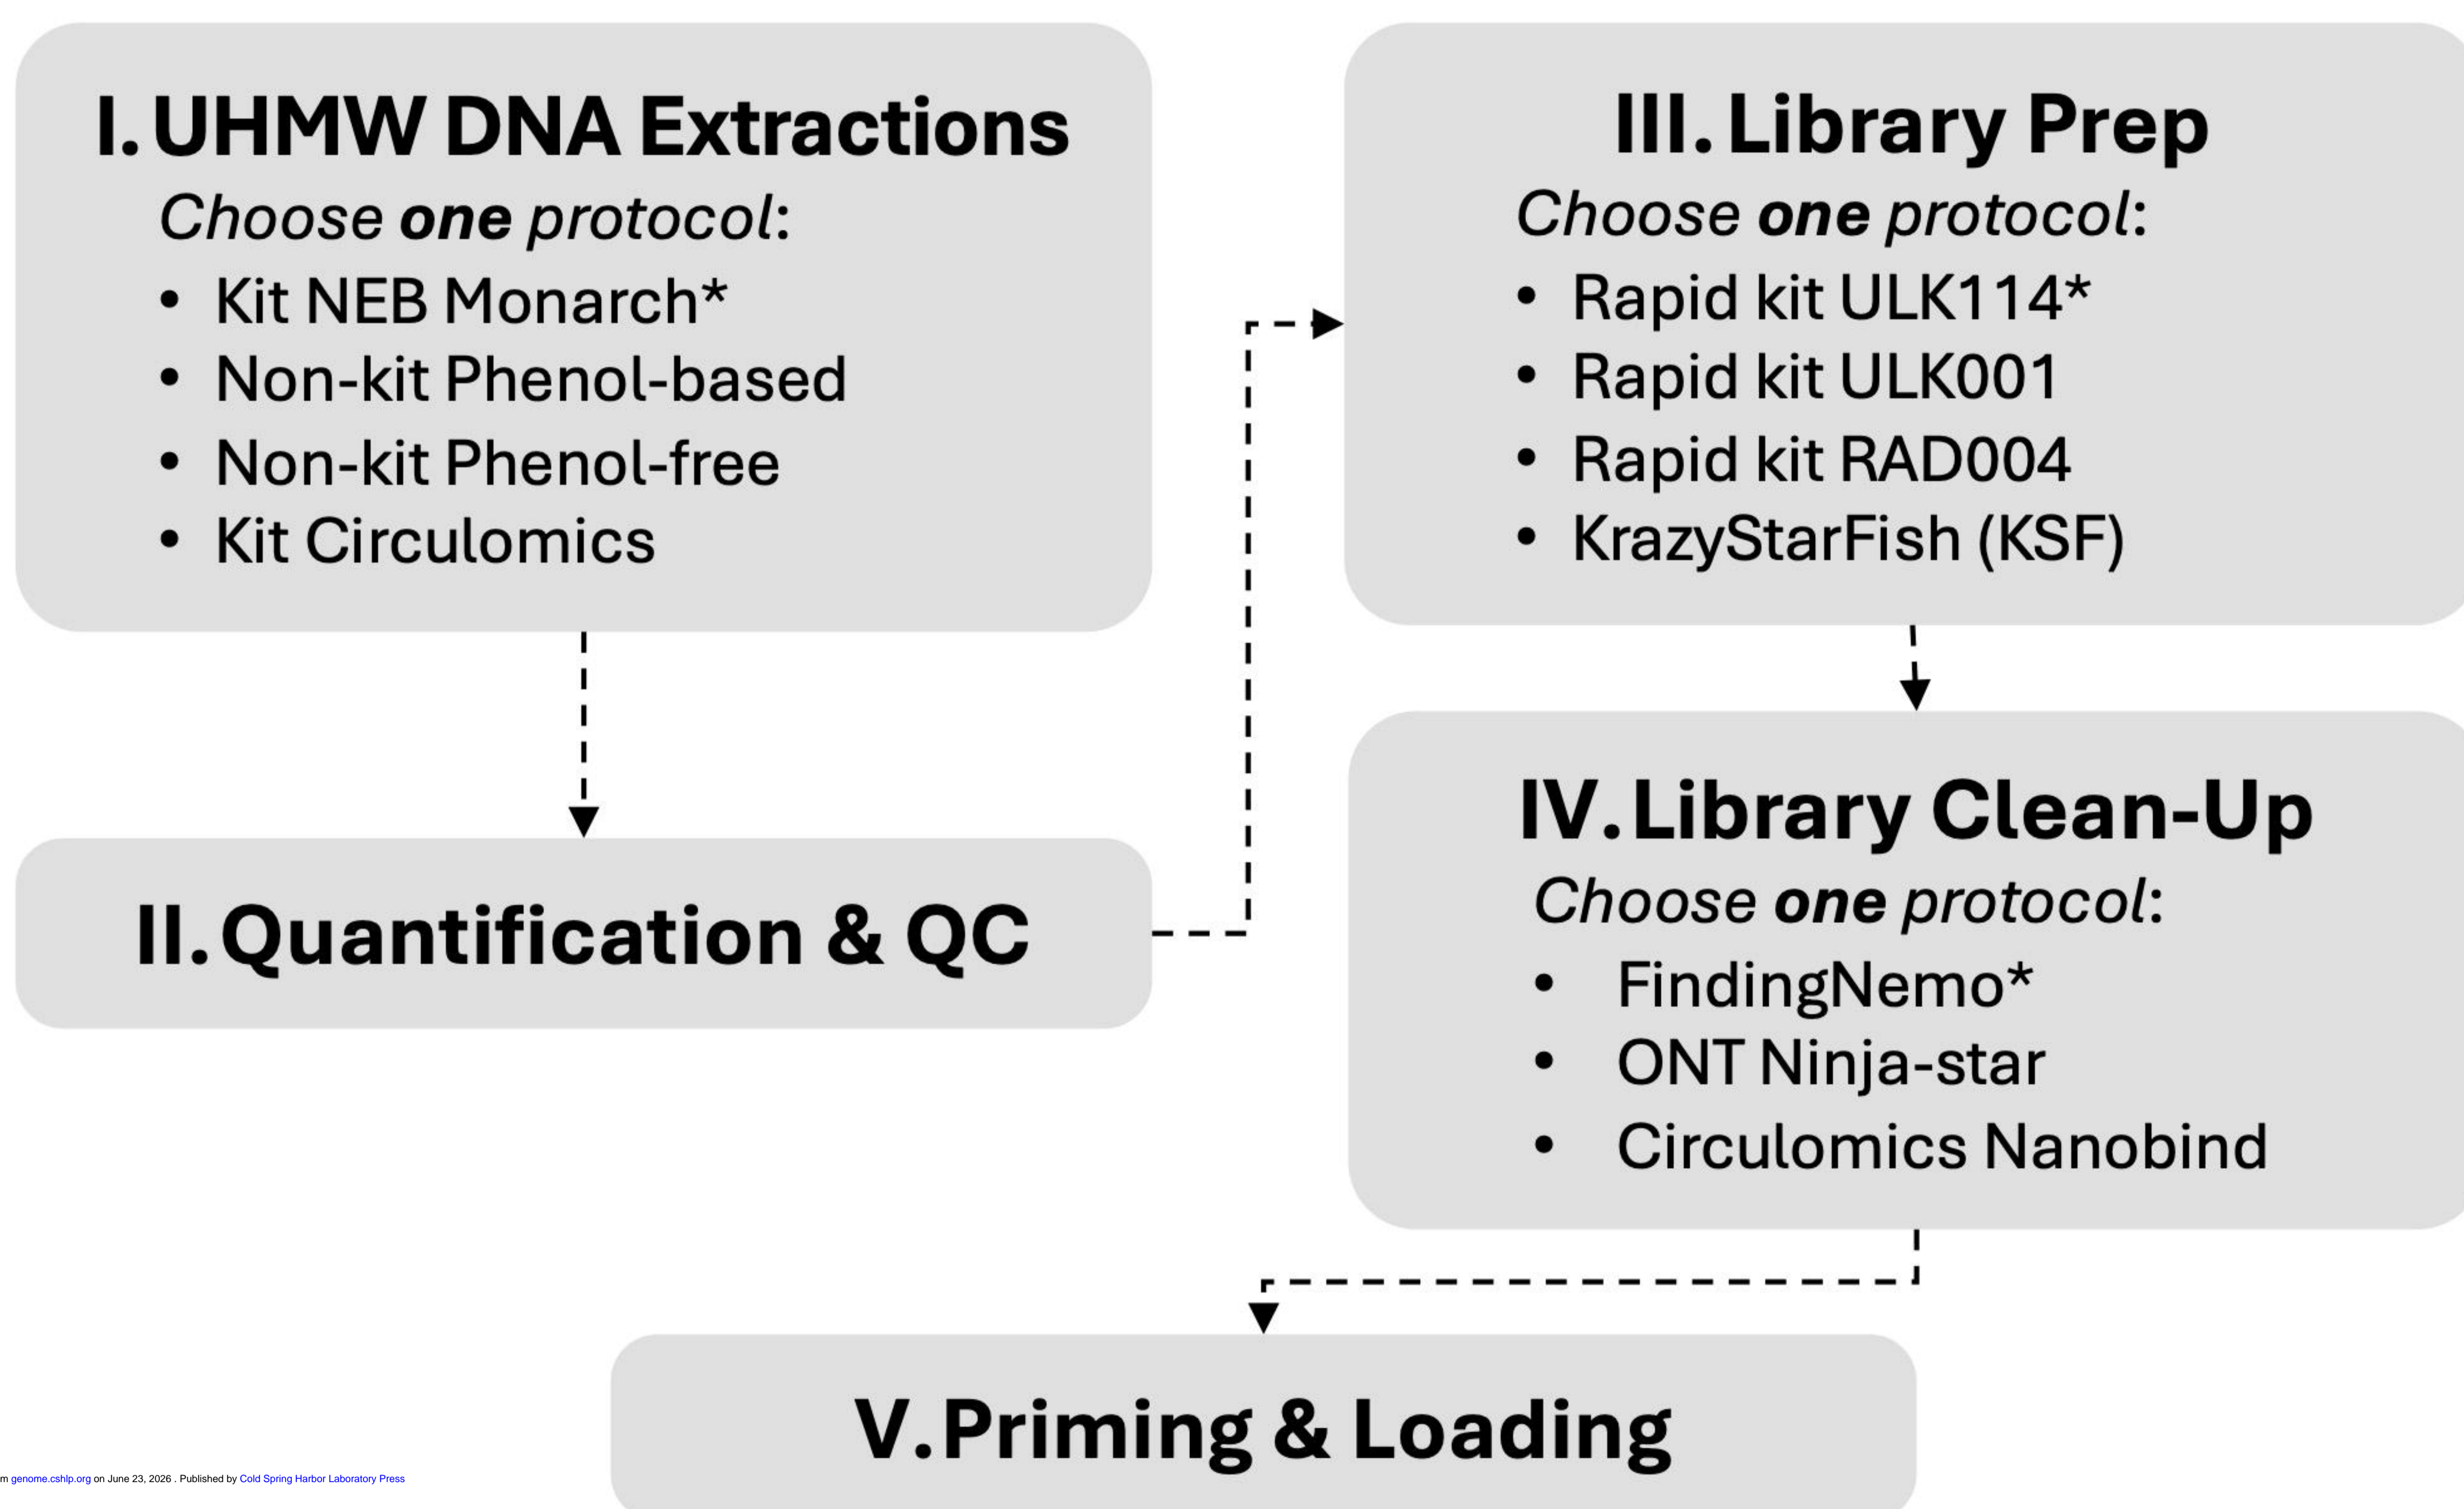 I. UHMW DNA Extractions
Choose one protocol:
• Kit NEB Monarch*
• Non-kit Phenol-based
• Non-kit Phenol-free
• Kit Circulomics
II. Quantification & QC
III. Library Prep
Choose one protocol:
• Rapid kit ULK114*
• Rapid kit ULK001
• Rapid kit RAD004
• KrazyStarFish (KSF)
IV. Library Clean-Up
Choose one protocol:
• FindingNemo*
• ONT Ninja-star
• Circulomics Nanobind
V. Priming & Loading
m genome.cshlp.org on June 23, 2026 . Published by Cold Spring Harbor Laboratory Press